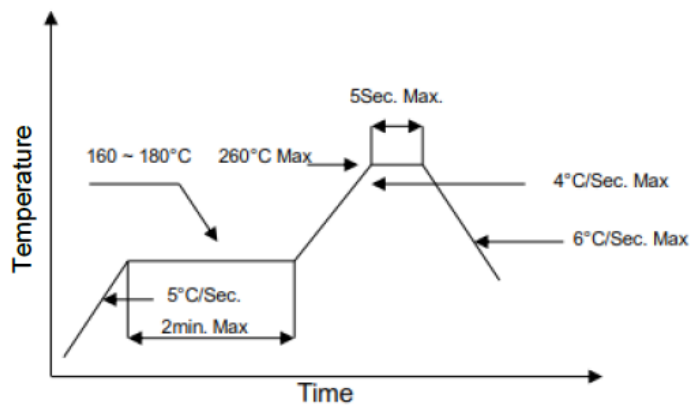 5Sec. Max.
160 ~ 180°C
260°C Max
4°C/Sec. Max
6°C/Sec. Max
5°C/Sec.
2min. Max
Temperature
Time